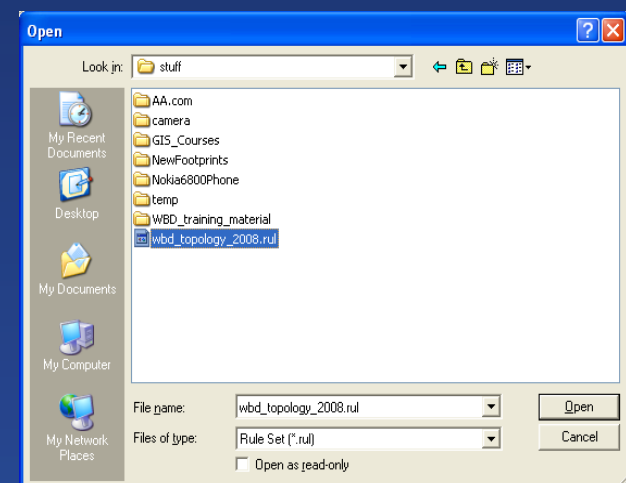 Open
Look in: stuff
My Recent
Documents
Desktop
My Documents
My Computer
My Network
Places
AA.com
camera
GIS_Courses
NewFootprints
Nokia6800Phone
temp
WBD_training_material
wbd_topology_2008.rul
File name: wbd_topology_2008.rul Open
Files of type: Rule Set (*.rul) Cancel
Open as read-only